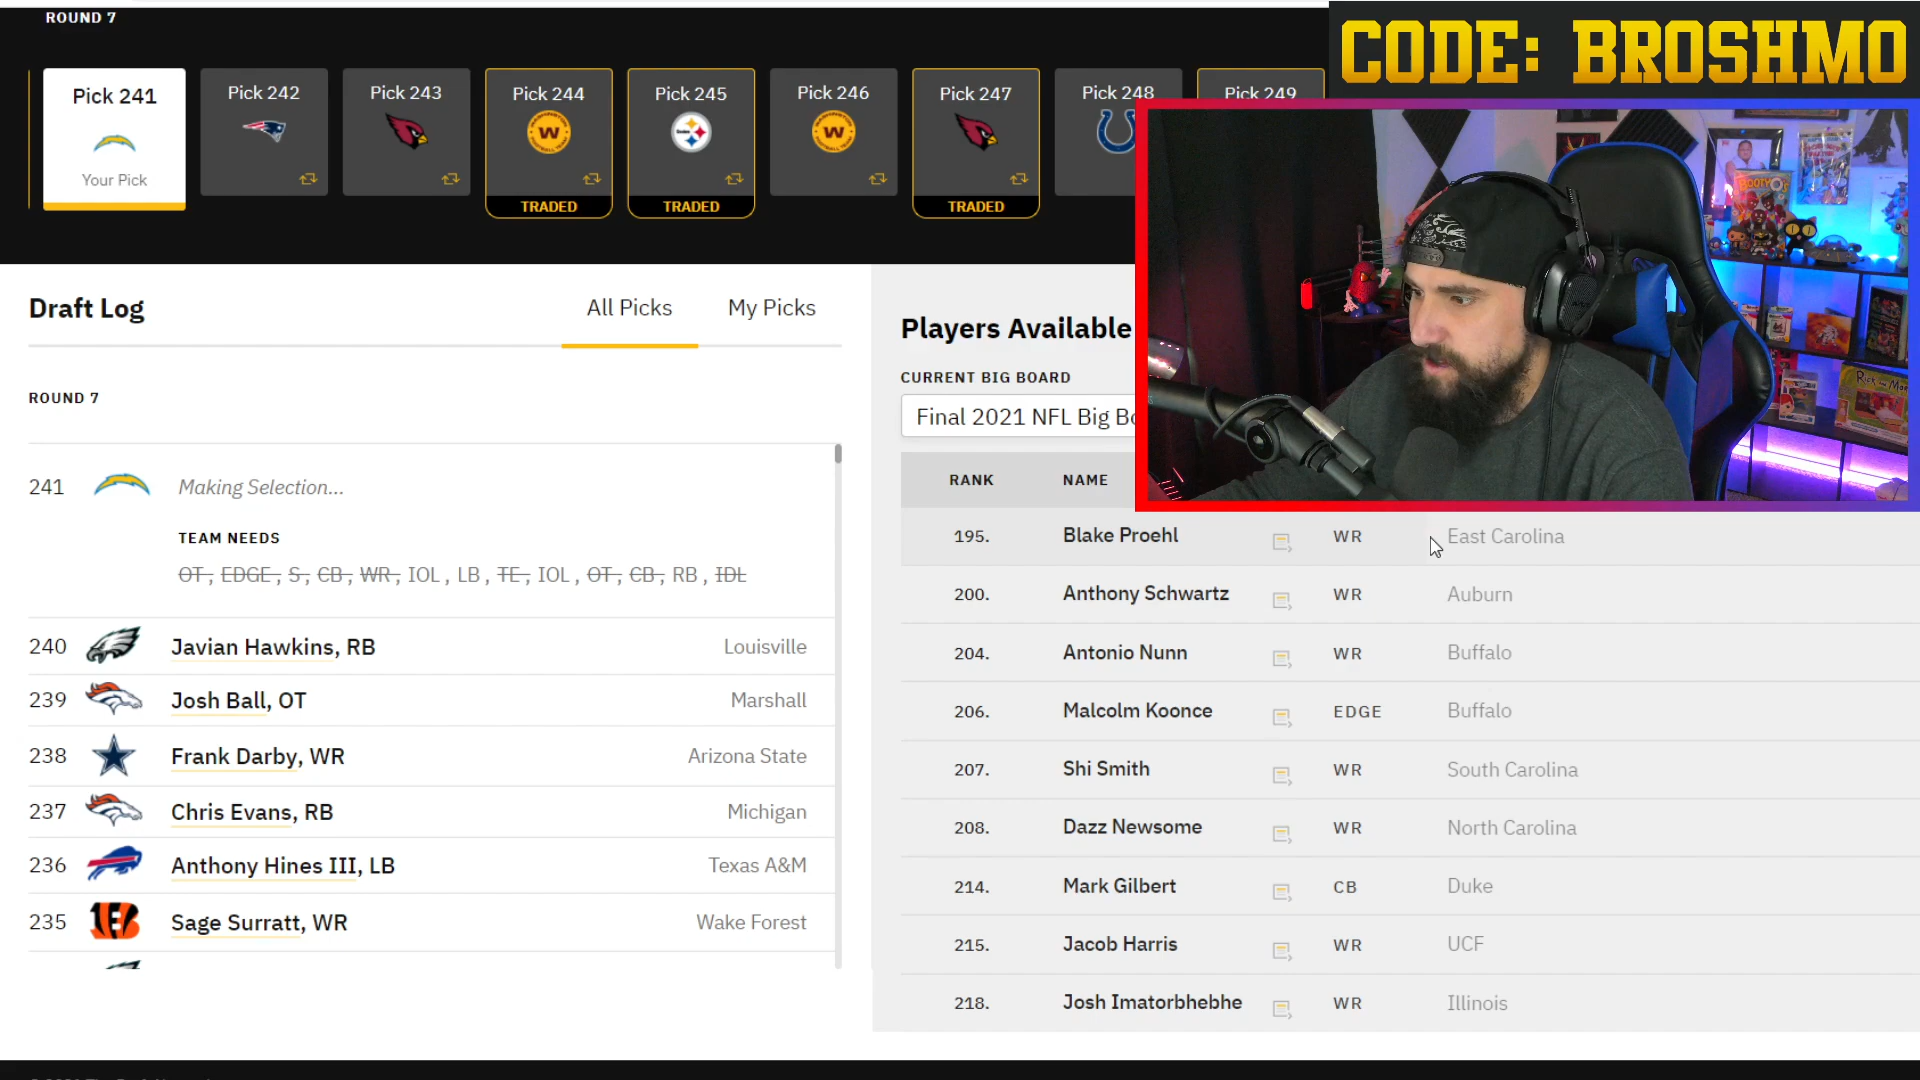 ROUND 7
CODE: BROSHMO
Pick 241
Your Pick
Pick 242
Pick 243
Pick 244
TRADED
Pick 245
TRADED
Pick 246
Pick 247
TRADED
Pick 248
Pick 249
Draft Log
All Picks
My Picks
ROUND 7
241 Making Selection...
TEAM NEEDS
OT, EDGE, S, CB, WR, IOL, LB, TE, IOL, OT, CB, RB, IDL
240 Javian Hawkins, RB Louisville
239 Josh Ball, OT Marshall
238 Frank Darby, WR Arizona State
237 Chris Evans, RB Michigan
236 Anthony Hines III, LB Texas A&M
235 Sage Surratt, WR Wake Forest
Players Available
CURRENT BIG BOARD
Final 2021 NFL Big
RANK NAME
195. Blake Proehl WR East Carolina
200. Anthony Schwartz WR Auburn
204. Antonio Nunn WR Buffalo
206. Malcolm Koonce EDGE Buffalo
207. Shi Smith WR South Carolina
208. Dazz Newsome WR North Carolina
214. Mark Gilbert CB Duke
215. Jacob Harris WR UCF
218. Josh Imatorbhebhe WR Illinois